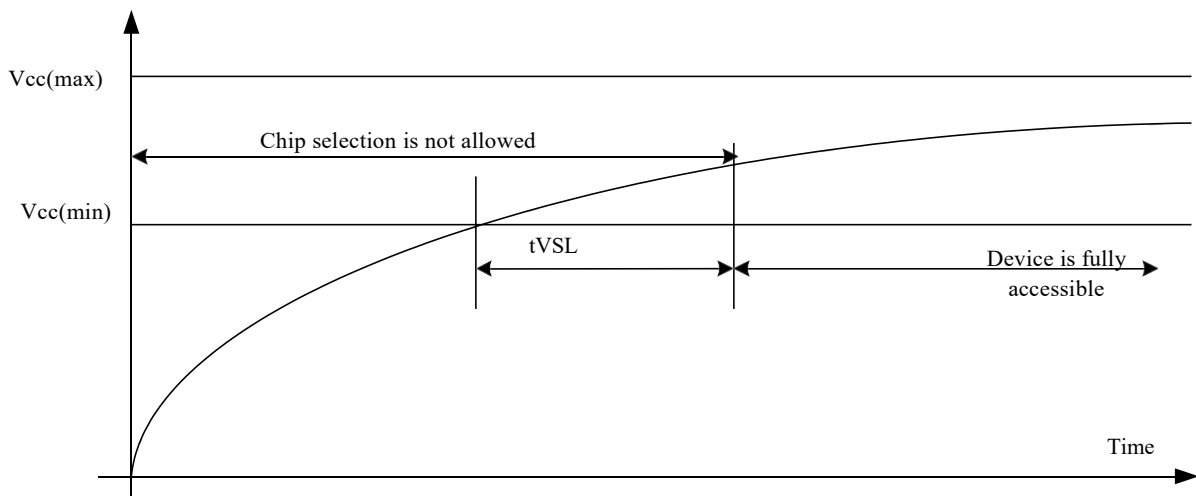 Vcc(max)
Chip selection is not allowed
Vcc(min)
tVSL
Device is fully
accessible
Time